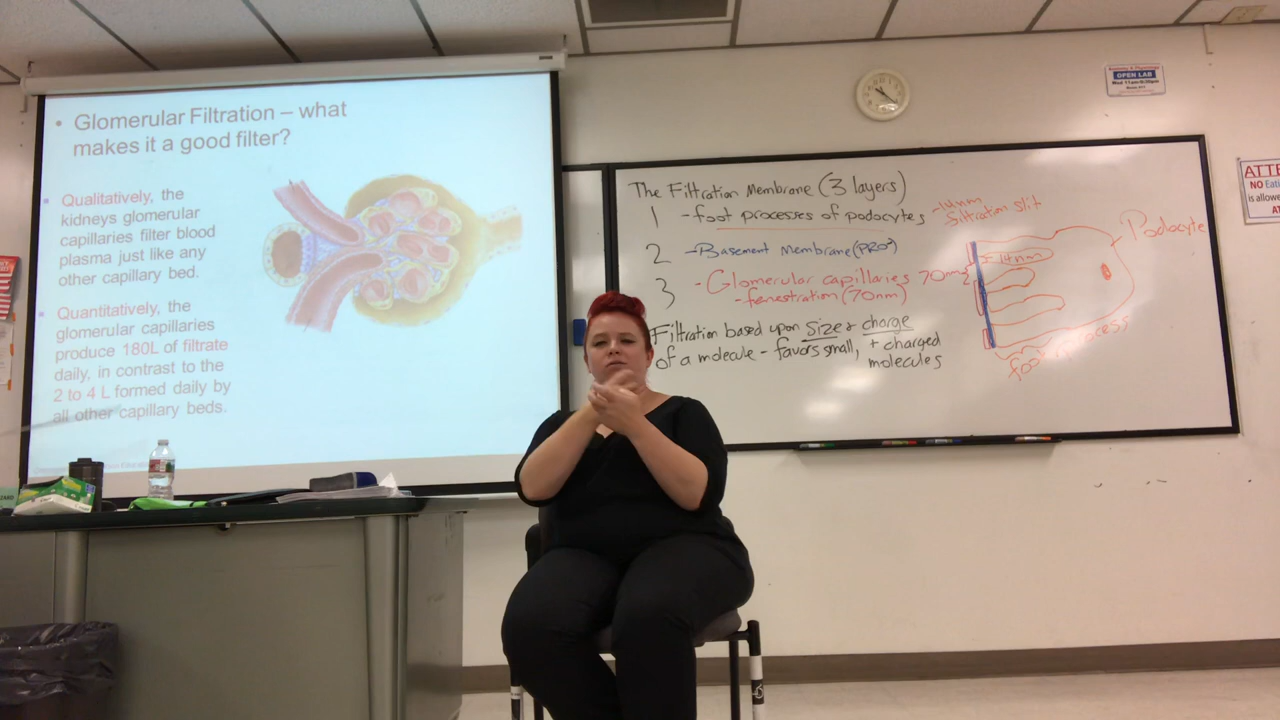 • Glomerular Filtration – what
makes it a good filter?
Qualitatively, the
kidneys glomerular
capillaries filter blood
plasma just like any
other capillary bed.
Quantitatively, the
glomerular capillaries
produce 180L of filtrate
daily, in contrast to the
2 to 4 L formed daily by
all other capillary beds.
The Filtration Membrane (3 layers)
1 - foot processes of podocytes - 14nm
filtration slit
2 - Basement Membrane
3 - Glomerular capillaries 70nm
- fenestration (70nm)
Filtration based upon size & charge
of a molecule - favors small, + charged
molecules
Podocyte
14nm
foot process
Anatomy & Physiology
OPEN LAB
ATTE
NO Eati
is allowe
AT